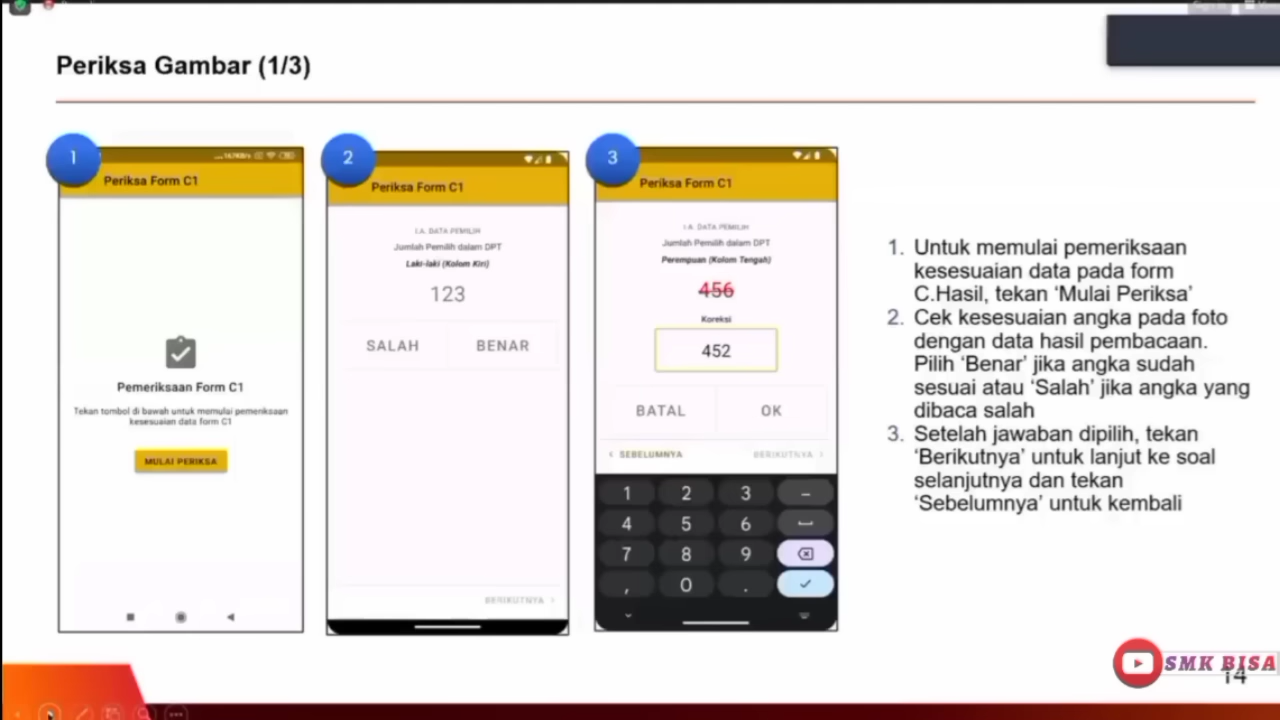 Periksa Gambar (1/3)
1
Periksa Form C1
Pemeriksaan Form C1
Tekan tombol di bawah untuk memulai pemeriksaan
kesesuaian data form C1
MULAI PERIKSA
2
Periksa Form C1
I.A. DATA PEMILIH
Jumlah Pemilih dalam DPT
Laki-laki (Kolom Kiri)
123
SALAH BENAR
BERIKUTNYA >
3
Periksa Form C1
I.A. DATA PEMILIH
Jumlah Pemilih dalam DPT
Perempuan (Kolom Tengah)
456
Koreksi
452
BATAL OK
< SEBELUMNYA BERIKUTNYA >
1 2 3 –
4 5 6
7 8 9
, 0 .
1. Untuk memulai pemeriksaan
kesesuaian data pada form
C.Hasil, tekan ‘Mulai Periksa’
2. Cek kesesuaian angka pada foto
dengan data hasil pembacaan.
Pilih ‘Benar’ jika angka sudah
sesuai atau ‘Salah’ jika angka yang
dibaca salah
3. Setelah jawaban dipilih, tekan
‘Berikutnya’ untuk lanjut ke soal
selanjutnya dan tekan
‘Sebelumnya’ untuk kembali
SMK BISA
14